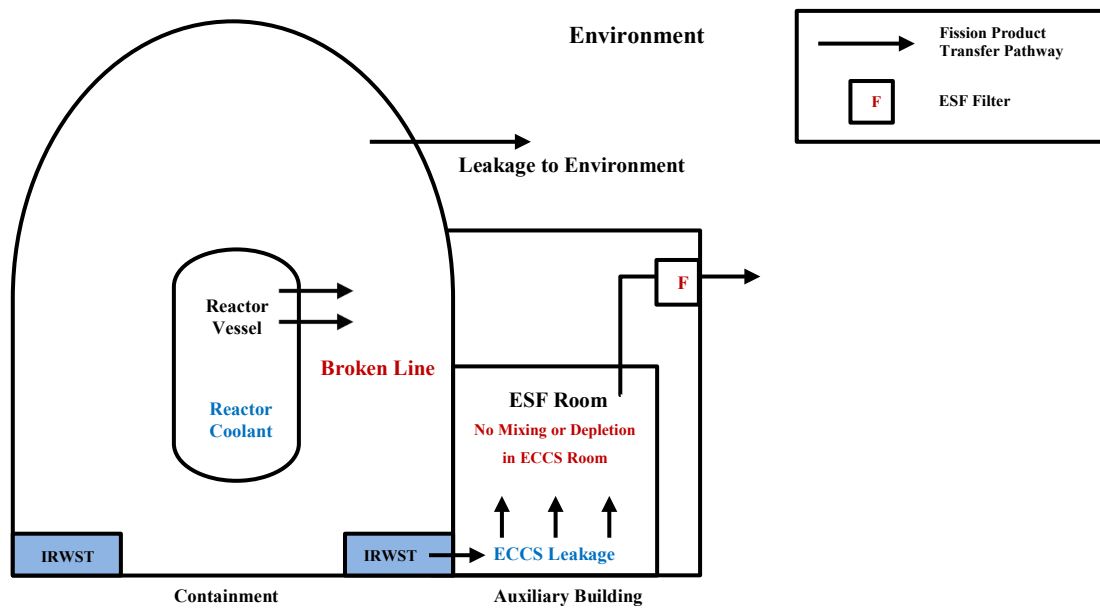 Environment
Fission Product
Transfer Pathway
F
ESF Filter
Leakage to Environment
F
Reactor
Vessel
Broken Line
Reactor
Coolant
ESF Room
No Mixing or Depletion
in ECCS Room
IRWST
IRWST
ECCS Leakage
Containment
Auxiliary Building